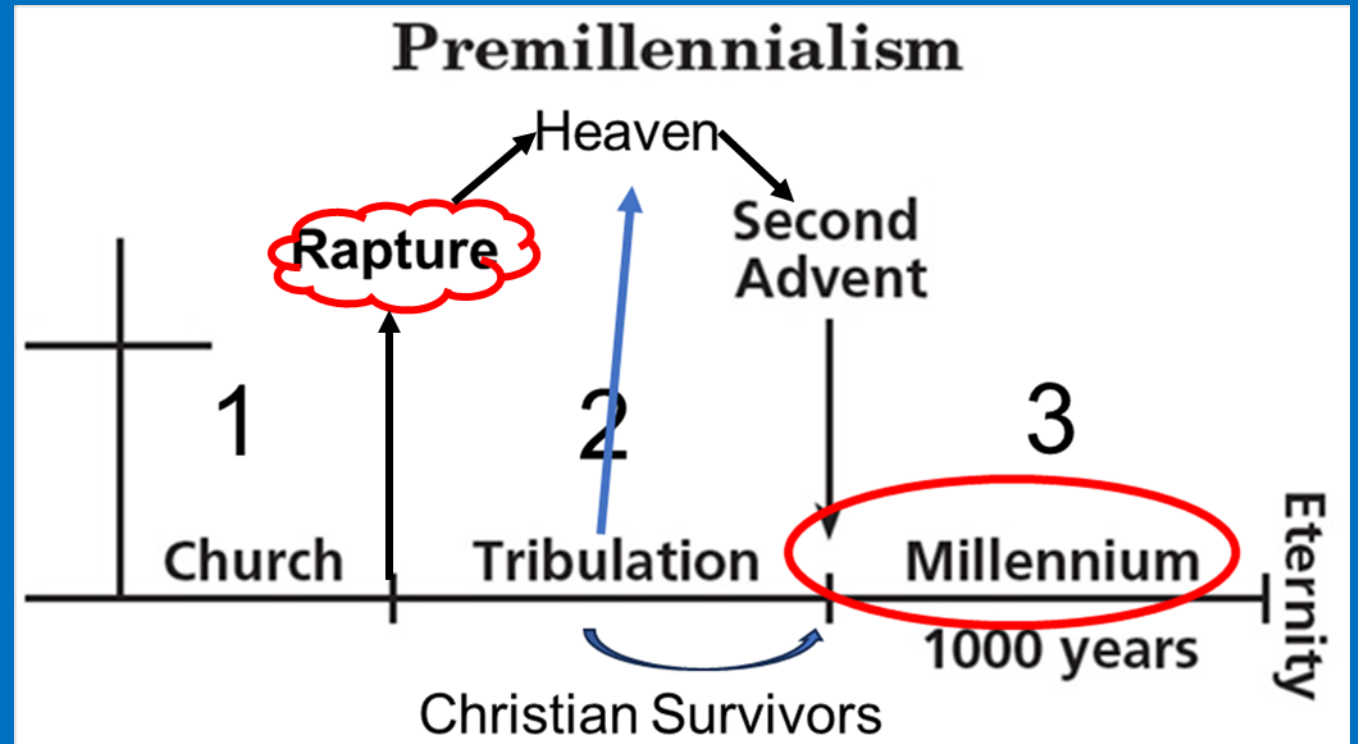 Premillennialism
Heaven
Rapture
Second
Advent
1
2
3
Church
Tribulation
Millennium
1000 years
Eternity
Christian Survivors